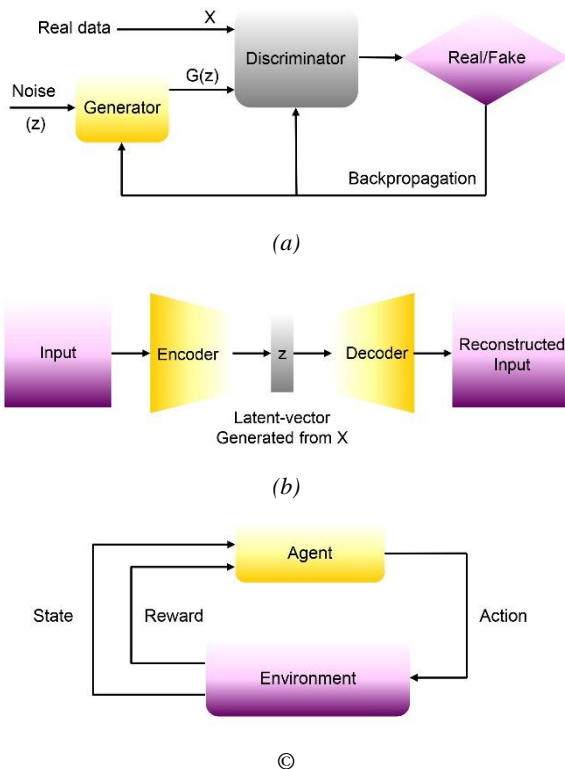 Real data
X
Discriminator
Real/Fake
Noise
(z)
Generator
G(z)
Backpropagation
(a)
Input
Encoder
z
Decoder
Reconstructed
Input
Latent-vector
Generated from X
(b)
Agent
State
Reward
Action
Environment
©